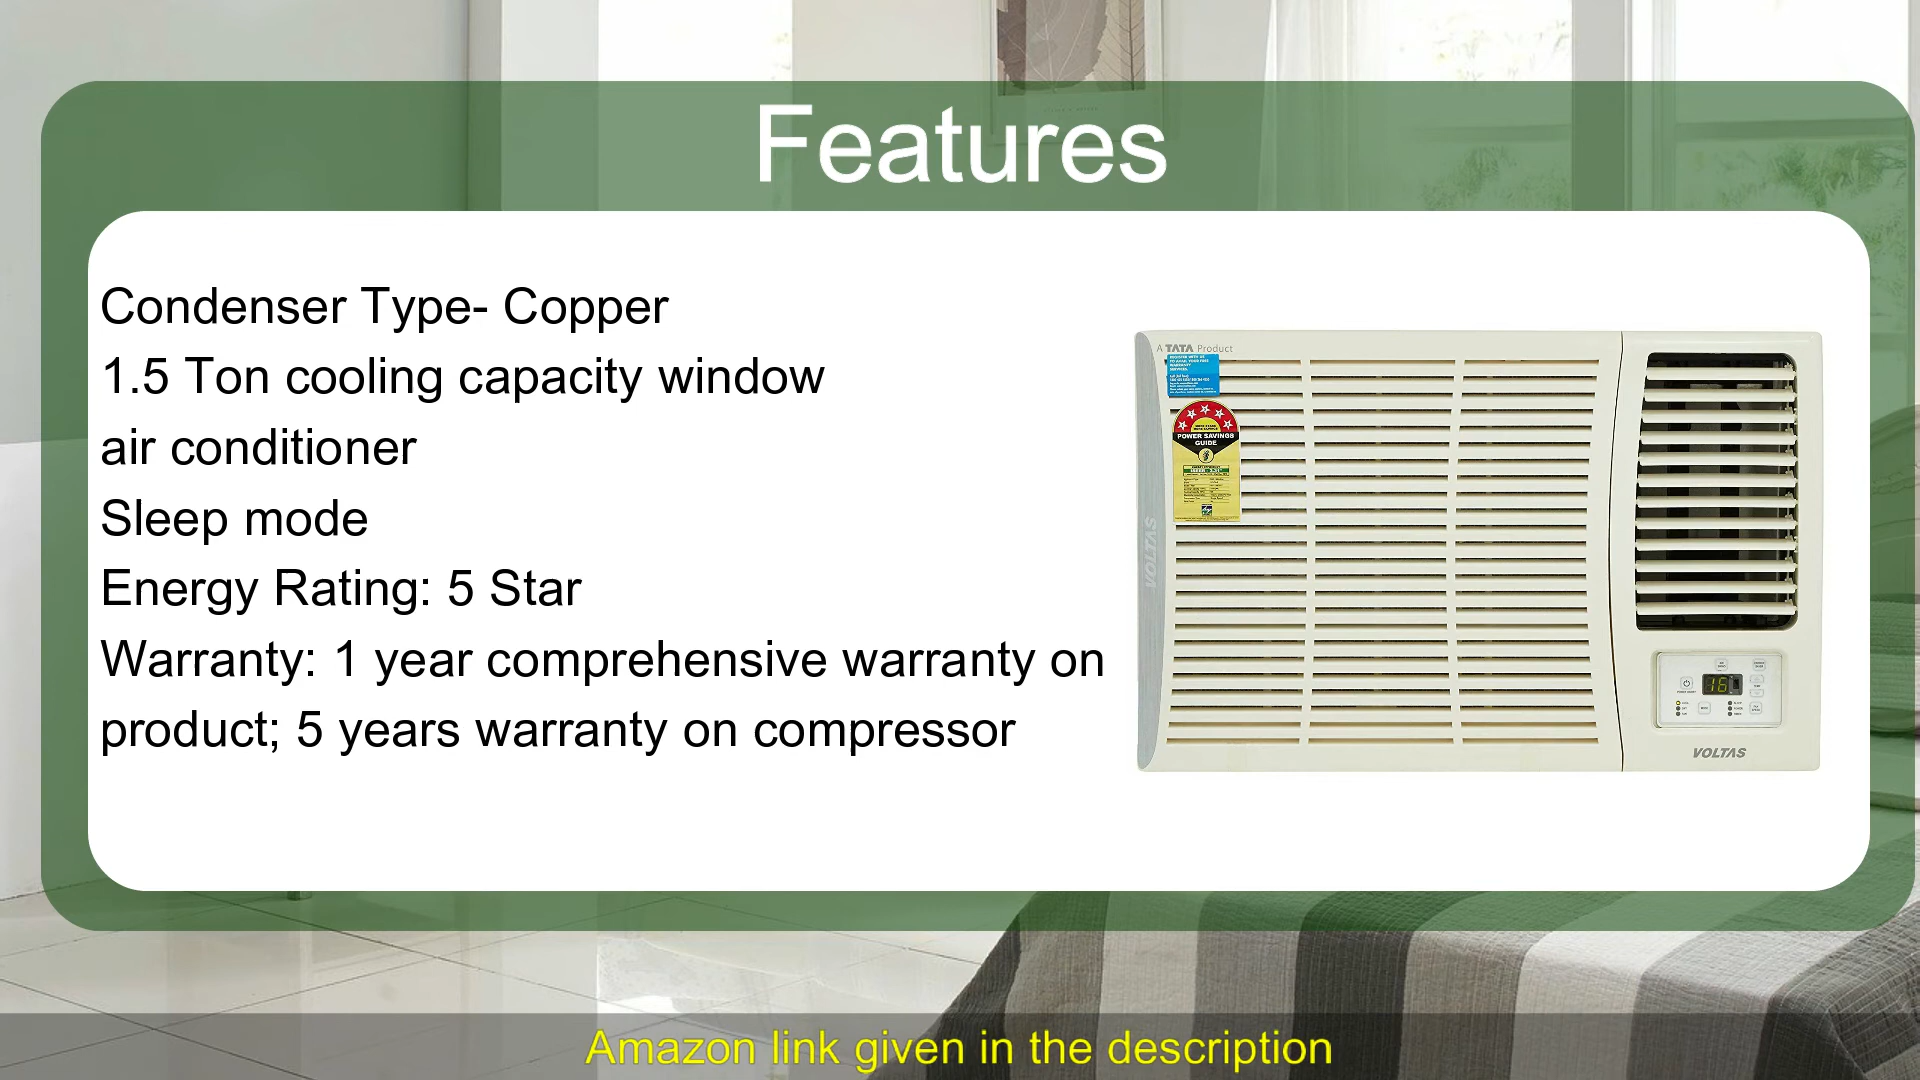 Features
Condenser Type- Copper
1.5 Ton cooling capacity window
air conditioner
Sleep mode
Energy Rating: 5 Star
Warranty: 1 year comprehensive warranty on
product; 5 years warranty on compressor
A TATA Product
POWER SAVINGS
GUIDE
VOLTAS
16
VOLTAS
Amazon link given in the description